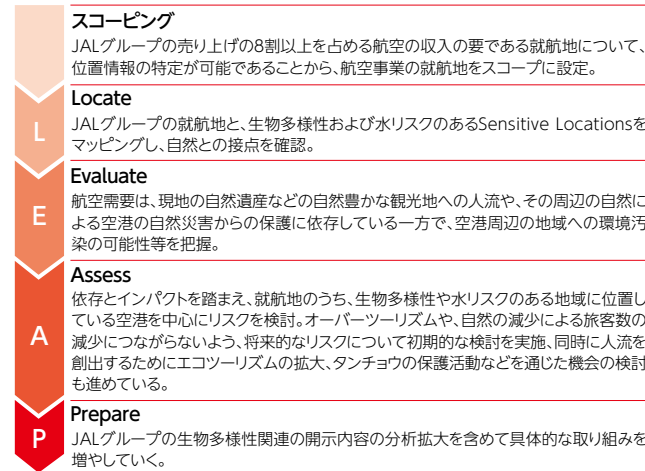 スコーピング
JALグループの売り上げの8割以上を占める航空の収入の要である就航地について、
位置情報の特定が可能であることから、航空事業の就航地をスコープに設定。
L
Locate
JALグループの就航地と、生物多様性および水リスクのあるSensitive Locationsを
マッピングし、自然との接点を確認。
E
Evaluate
航空需要は、現地の自然遺産などの自然豊かな観光地への人流や、その周辺の自然に
よる空港の自然災害からの保護に依存している一方で、空港周辺の地域への環境汚
染の可能性等を把握。
A
Assess
依存とインパクトを踏まえ、就航地のうち、生物多様性や水リスクのある地域に位置し
ている空港を中心にリスクを検討。オーバーツーリズムや、自然の減少による旅客数の
減少につながらないよう、将来的なリスクについて初期的な検討を実施、同時に人流を
創出するためにエコツーリズムの拡大、タンチョウの保護活動などを通じた機会の検討
も進めている。
P
Prepare
JALグループの生物多様性関連の開示内容の分析拡大を含めて具体的な取り組みを
増やしていく。